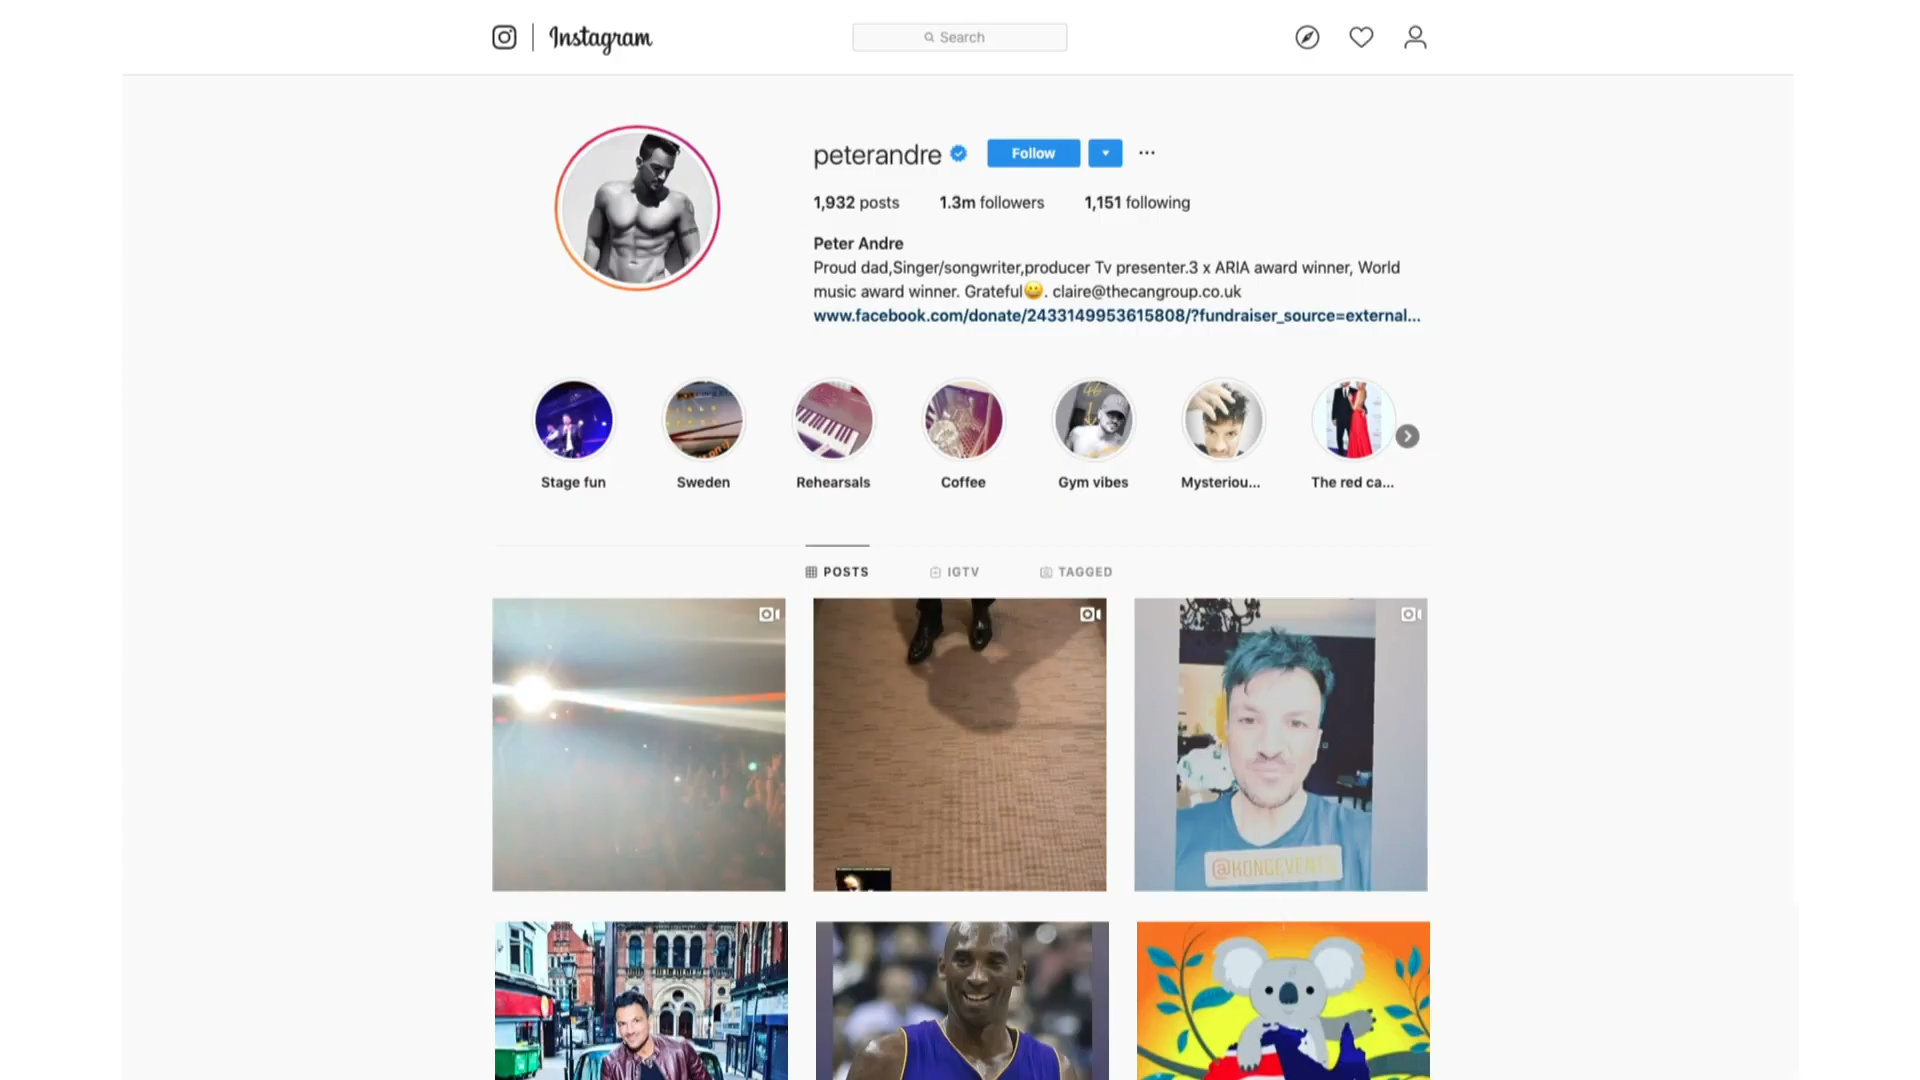 Instagram
Search
peterandre
Follow
1,932 posts 1.3m followers 1,151 following
Peter Andre
Proud dad,Singer/songwriter,producer Tv presenter.3 x ARIA award winner, World
music award winner. Grateful😀. claire@thecangroup.co.uk
www.facebook.com/donate/2433149953615808/?fundraiser_source=external...
46
Stage fun Sweden Rehearsals Coffee Gym vibes Mysteriou... The red ca...
POSTS IGTV TAGGED
@KONGEVENTS